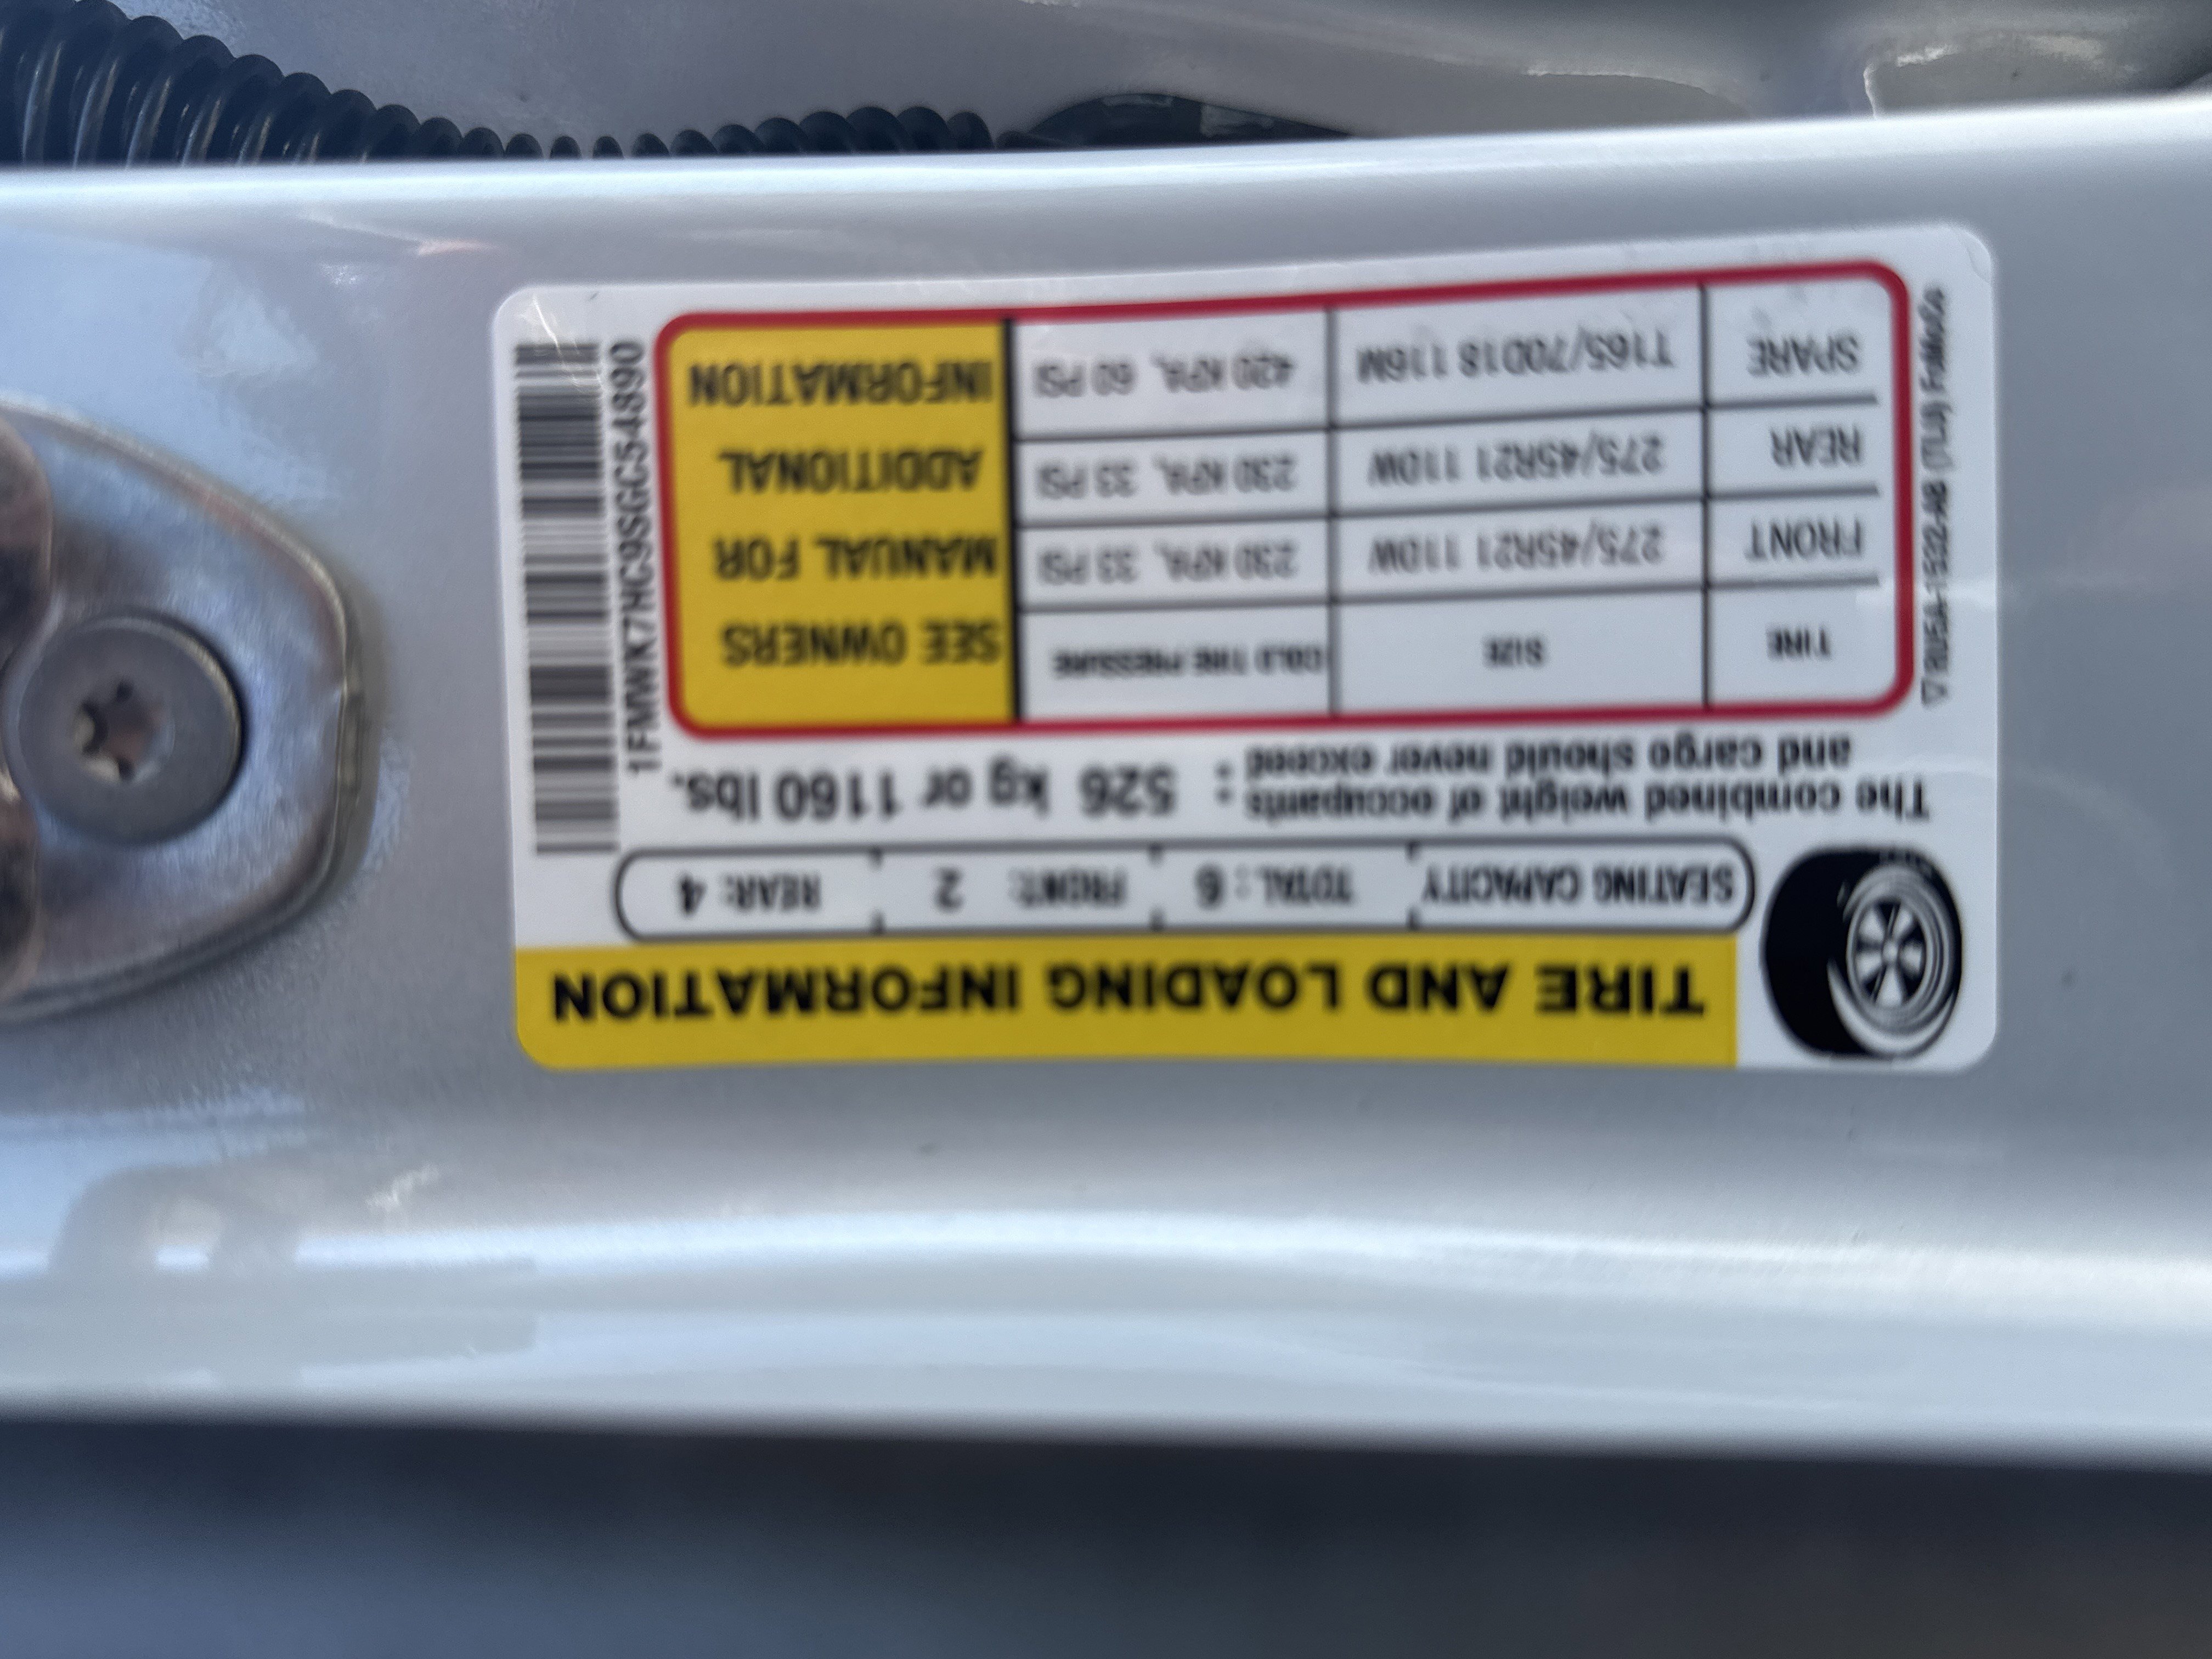 TIRE AND LOADING INFORMATION
SEATING CAPACITY TOTAL : 6 FRONT: 2 REAR: 4
The combined weight of occupants
and cargo should never exceed : 526 kg or 1160 lbs.
TIRE SIZE COLD TIRE PRESSURE
FRONT 275/45R21 110W 230 KPA, 33 PSI
REAR 275/45R21 110W 230 KPA, 33 PSI
SPARE T165/70D18 116M 420 KPA, 60 PSI
SEE OWNERS
MANUAL FOR
ADDITIONAL
INFORMATION
1FMWK7HC9SGC54890